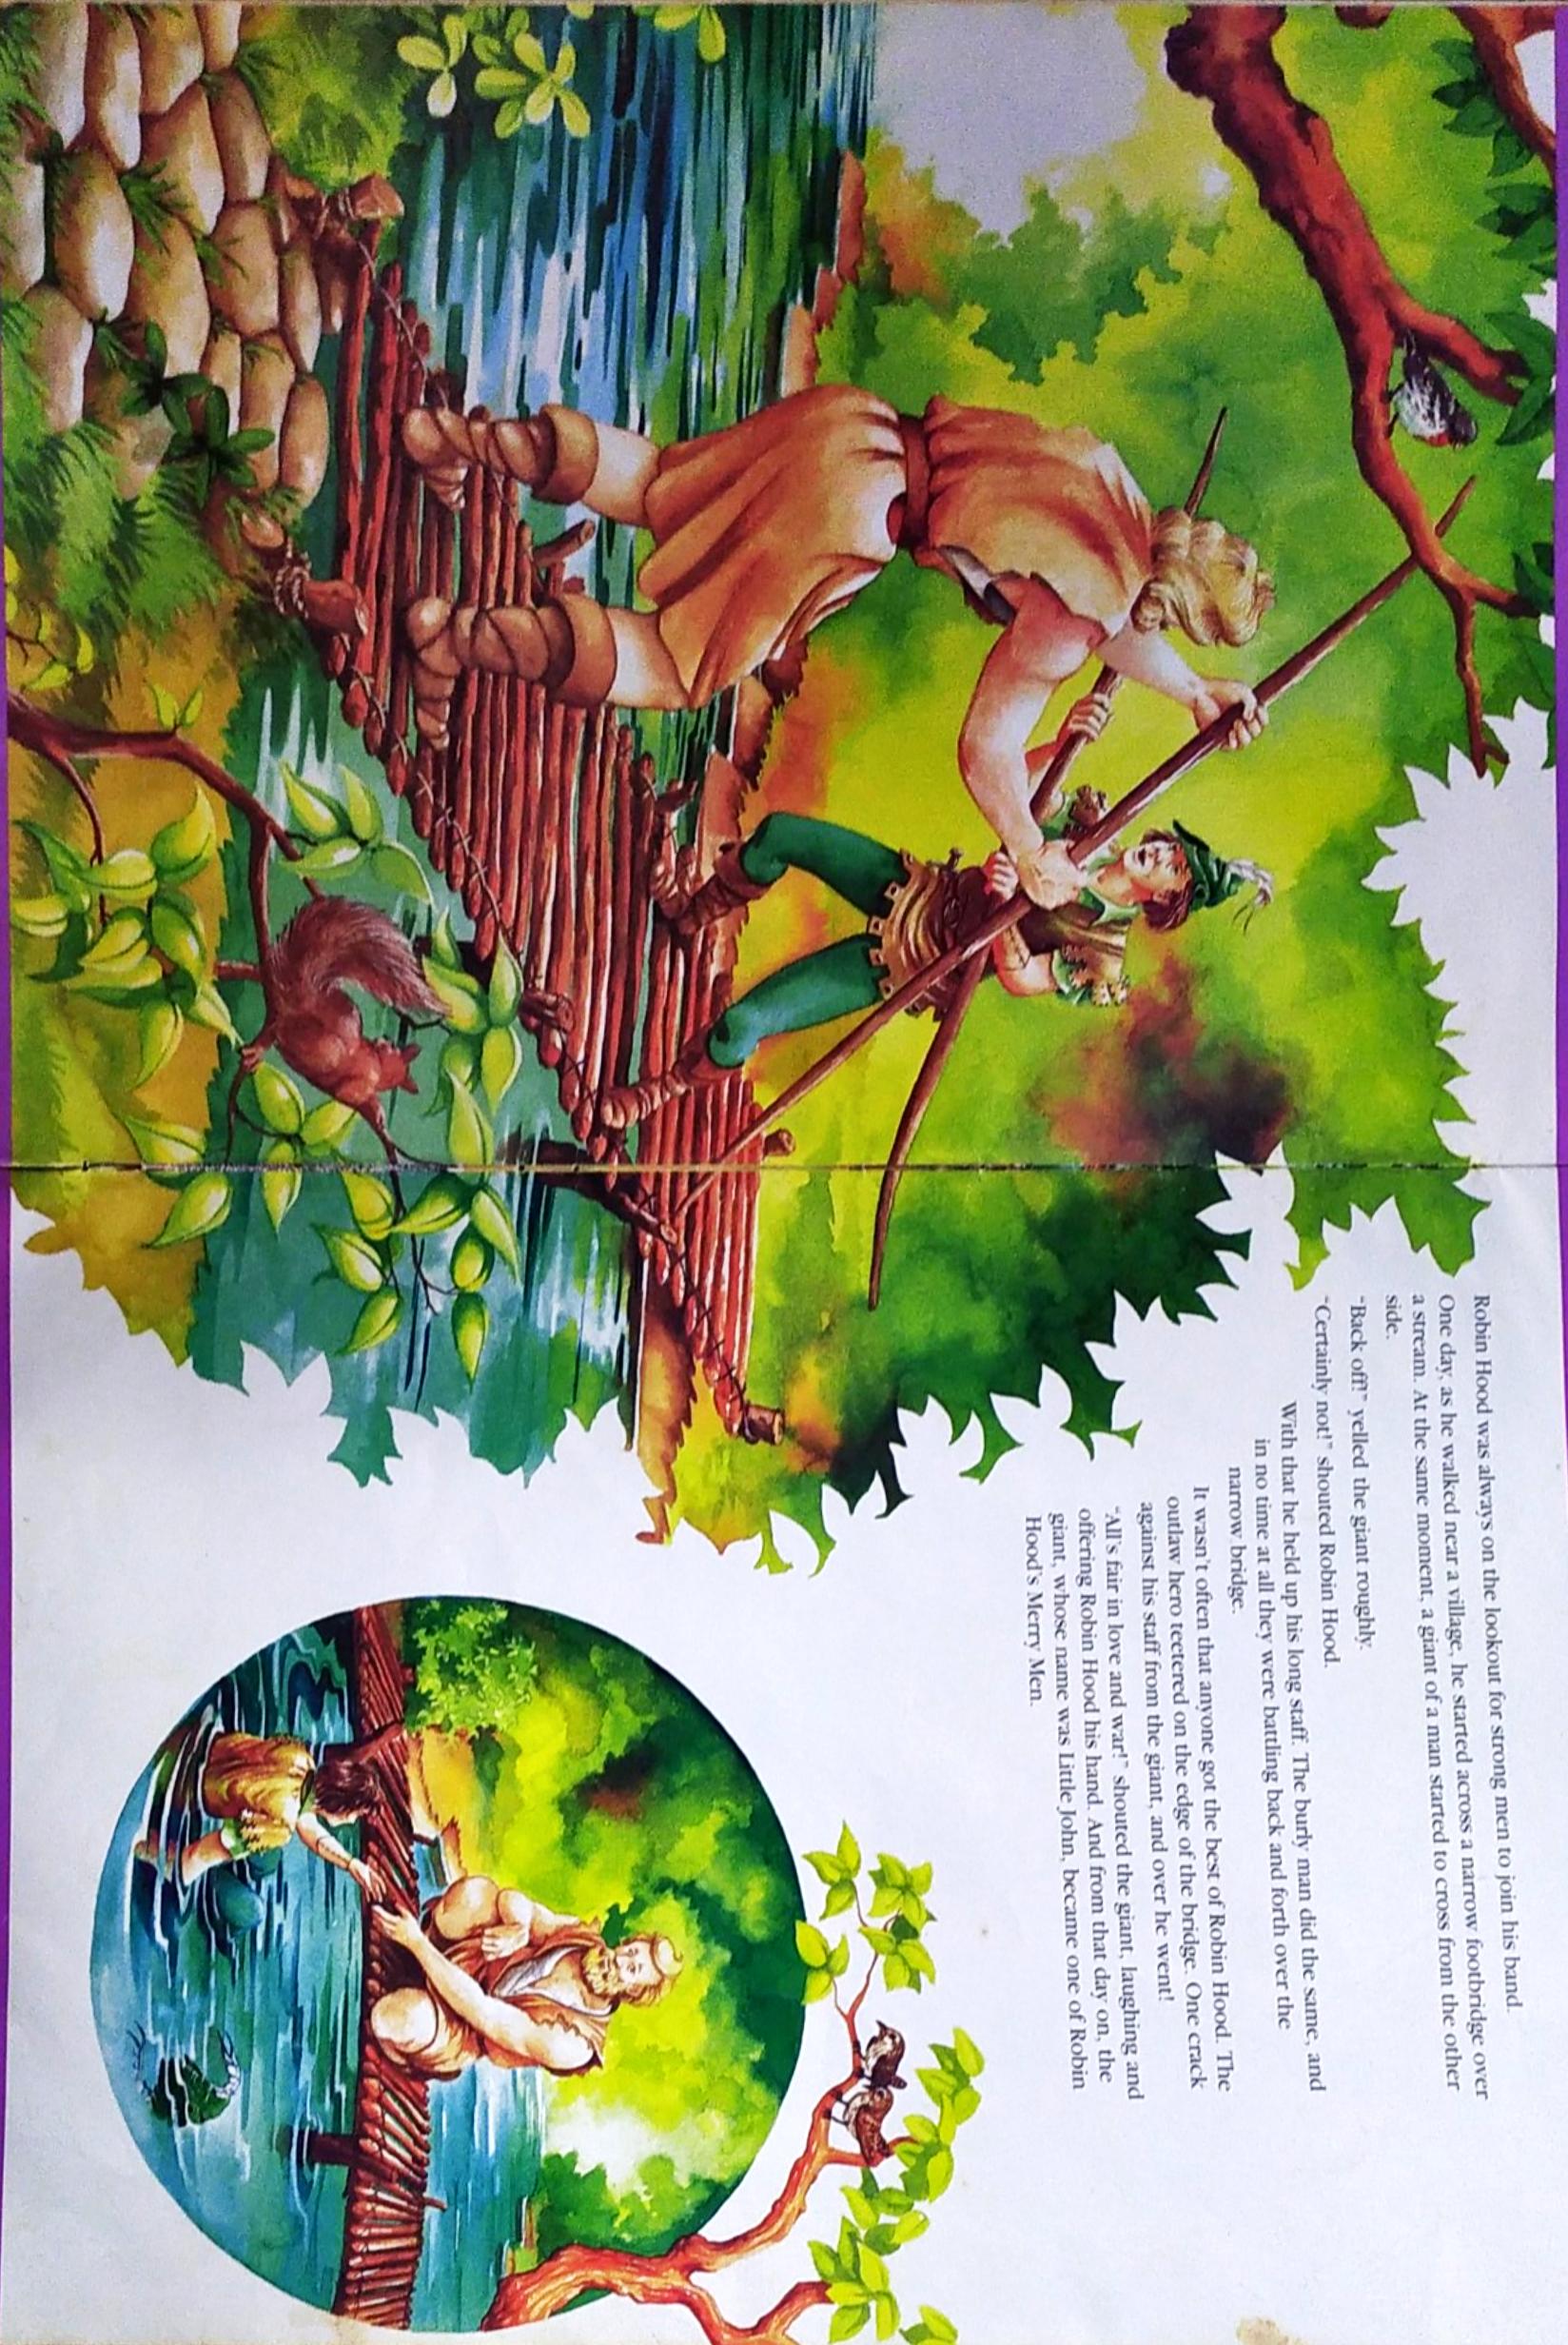 Robin Hood was always on the lookout for strong men to join his band.
One day, as he walked near a village, he started across a narrow footbridge over
a stream. At the same moment, a giant of a man started to cross from the other
side.
"Back off!" yelled the giant roughly.
"Certainly not!" shouted Robin Hood.
With that he held up his long staff. The burly man did the same, and
in no time at all they were battling back and forth over the
narrow bridge.
It wasn't often that anyone got the best of Robin Hood. The
outlaw hero teetered on the edge of the bridge. One crack
against his staff from the giant, and over he went!
"All's fair in love and war!" shouted the giant, laughing and
offering Robin Hood his hand. And from that day on, the
giant, whose name was Little John, became one of Robin
Hood's Merry Men.